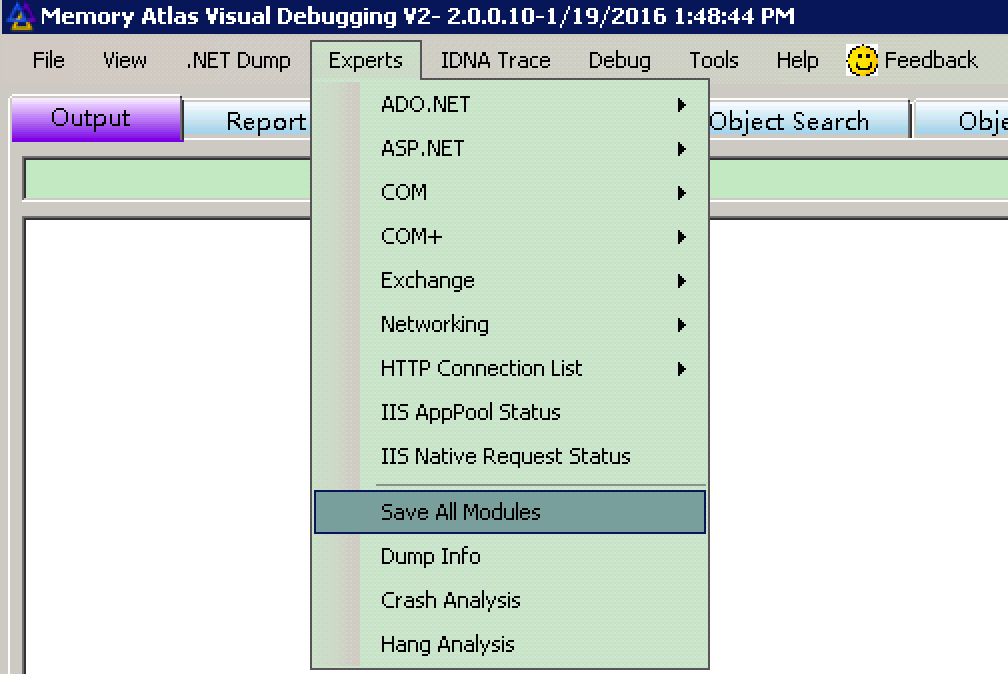 Memory Atlas Visual Debugging V2- 2.0.0.10-1/19/2016 1:48:44 PM
File View .NET Dump Experts IDNA Trace Debug Tools Help Feedback
Output Report Object Search Obje
ADO.NET
ASP.NET
COM
COM+
Exchange
Networking
HTTP Connection List
IIS AppPool Status
IIS Native Request Status
Save All Modules
Dump Info
Crash Analysis
Hang Analysis